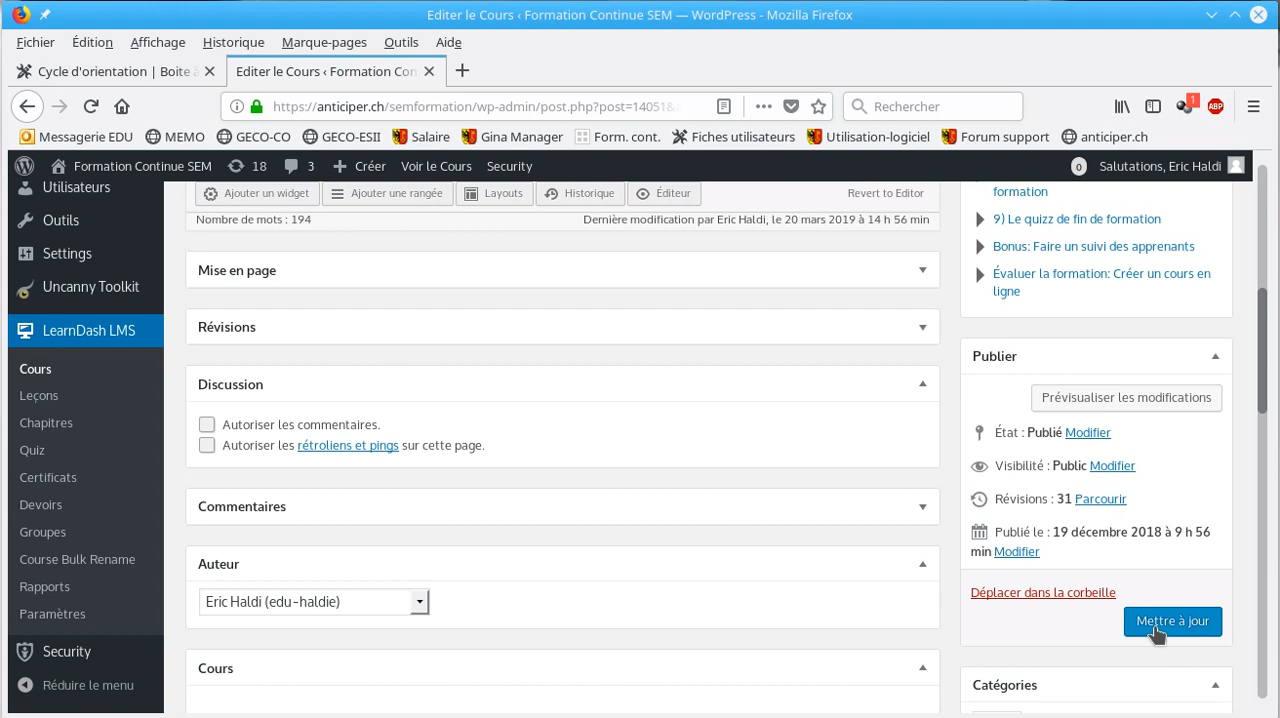 Editer le Cours ‹ Formation Continue SEM — WordPress - Mozilla Firefox
Fichier Édition Affichage Historique Marque-pages Outils Aide
Cycle d'orientation | Boite à Editer le Cours ‹ Formation Con
https://anticiper.ch/semformation/wp-admin/post.php?post=14051& Rechercher 1 ABP
Messagerie EDU MEMO GECO-CO GECO-ESII Salaire Gina Manager Form. cont. Fiches utilisateurs Utilisation-logiciel Forum support anticiper.ch
Formation Continue SEM 18 3 Créer Voir le Cours Security 0 Salutations, Eric Haldi
Utilisateurs
Outils
Settings
Uncanny Toolkit
LearnDash LMS
Cours
Leçons
Chapitres
Quiz
Certificats
Devoirs
Groupes
Course Bulk Rename
Rapports
Paramètres
Security
Réduire le menu
Ajouter un widget Ajouter une rangée Layouts Historique Éditeur Revert to Editor
Nombre de mots : 194 Dernière modification par Eric Haldi, le 20 mars 2019 à 14 h 56 min
Mise en page
Révisions
Discussion
Autoriser les commentaires.
Autoriser les rétroliens et pings sur cette page.
Commentaires
Auteur
Eric Haldi (edu-haldie)
Cours
formation
9) Le quizz de fin de formation
Bonus: Faire un suivi des apprenants
Évaluer la formation: Créer un cours en
ligne
Publier
Prévisualiser les modifications
État : Publié Modifier
Visibilité : Public Modifier
Révisions : 31 Parcourir
Publié le : 19 décembre 2018 à 9 h 56
min Modifier
Déplacer dans la corbeille
Mettre à jour
Catégories